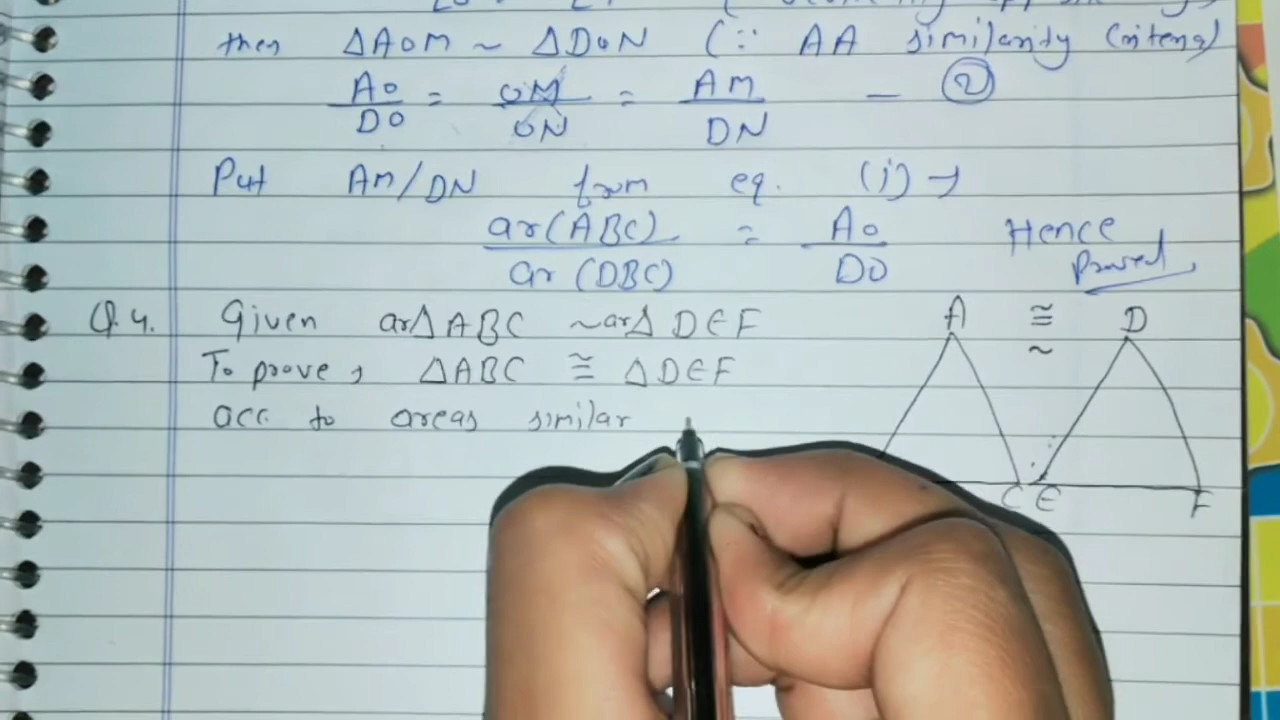 then ΔAOM ~ ΔDON (∵ AA similarity criteria)
AO/DO = OM/ON = AM/DN — ②
Put AM/DN from eq. (i) →
ar(ABC)/ar(DBC) = AO/DO Hence Proved
Q.4. Given arΔABC ~arΔDEF
To prove, ΔABC ≅ ΔDEF
acc to areas similar
A ≅ D
~
C E F